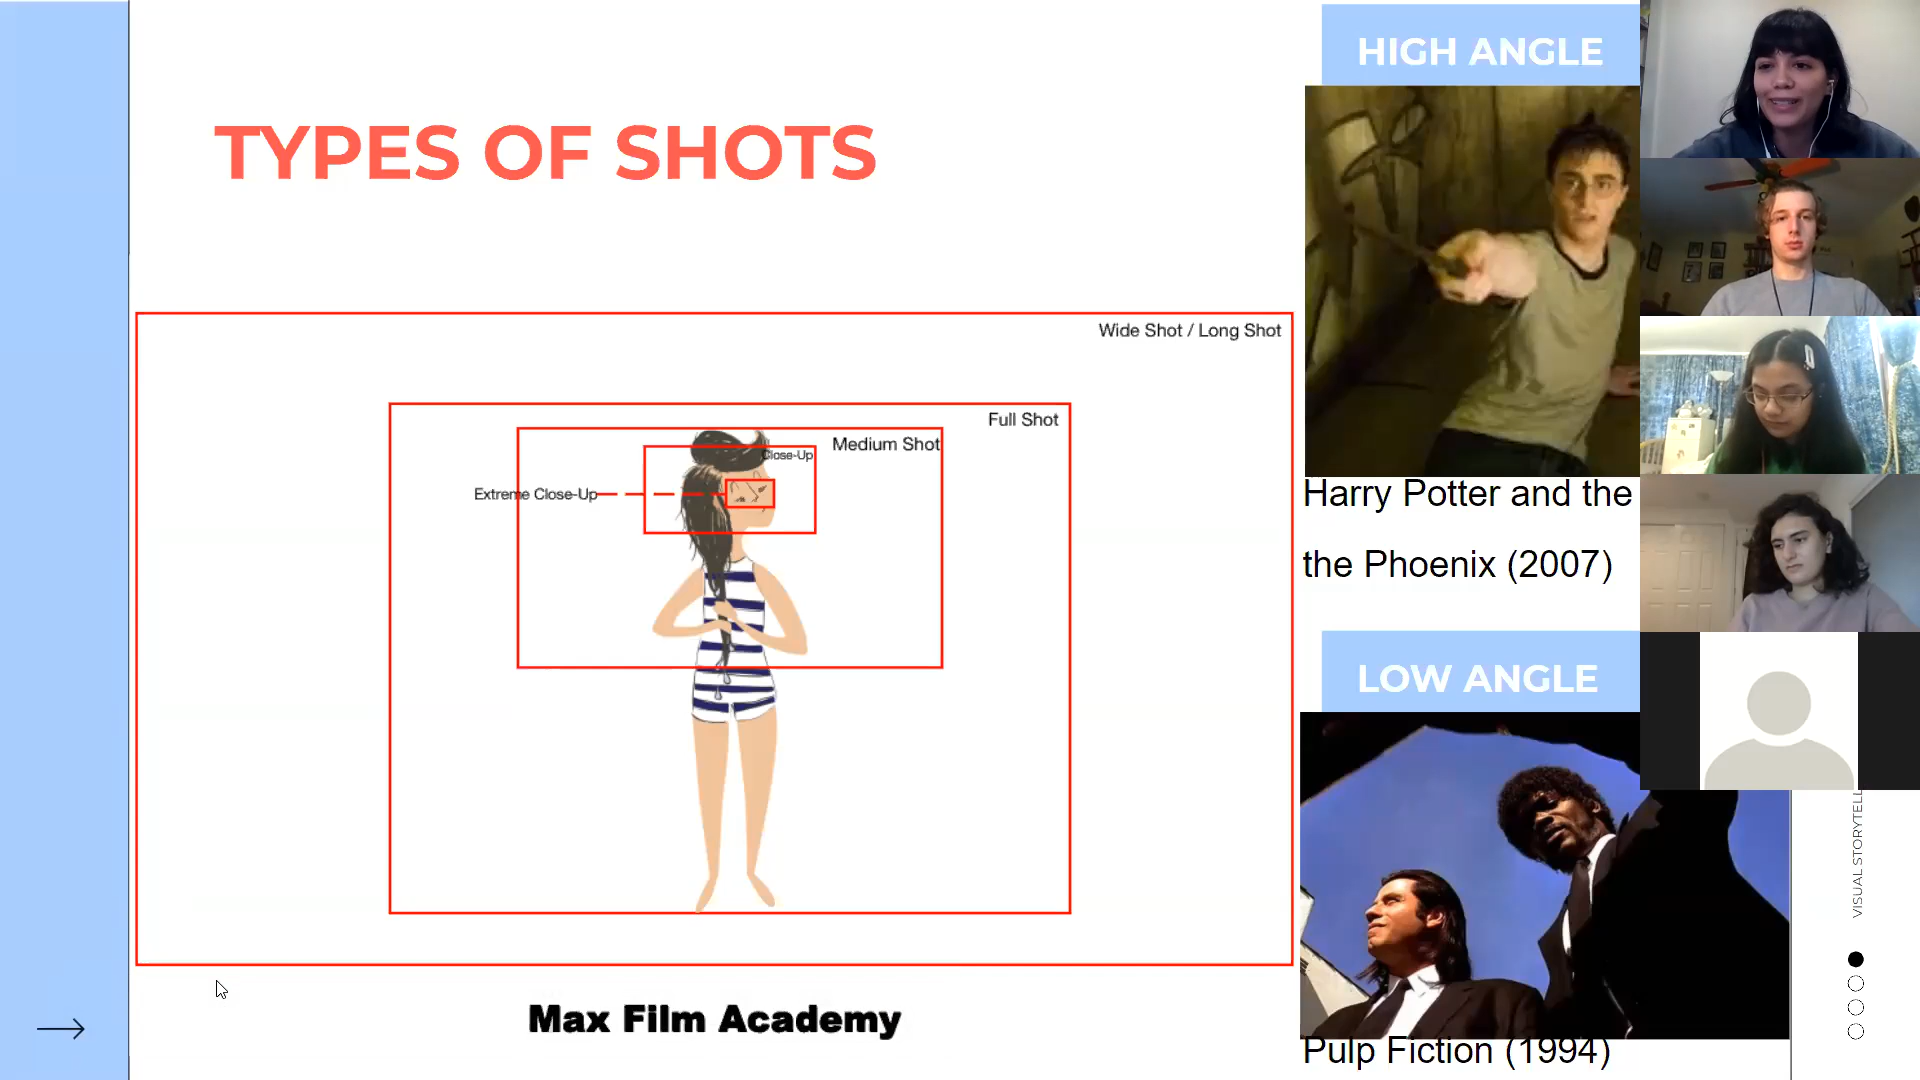 TYPES OF SHOTS
Wide Shot / Long Shot
Full Shot
Medium Shot
Close-Up
Extreme Close-Up
Max Film Academy
HIGH ANGLE
Harry Potter and the
the Phoenix (2007)
LOW ANGLE
Pulp Fiction (1994)
VISUAL STORYTELL